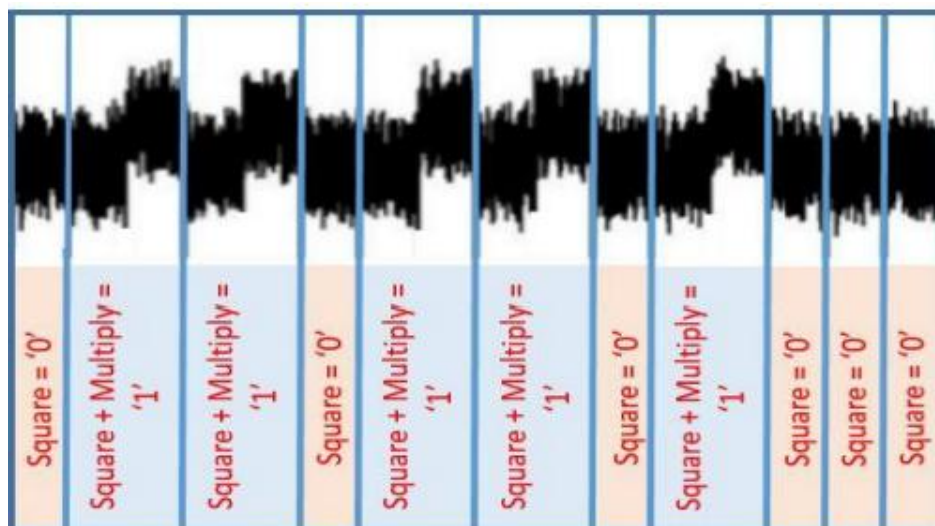 Square = ‘0’
Square + Multiply =
‘1’
Square + Multiply =
‘1’
Square = ‘0’
Square + Multiply =
‘1’
Square + Multiply =
‘1’
Square = ‘0’
Square + Multiply =
‘1’
Square = ‘0’
Square = ‘0’
Square = ‘0’